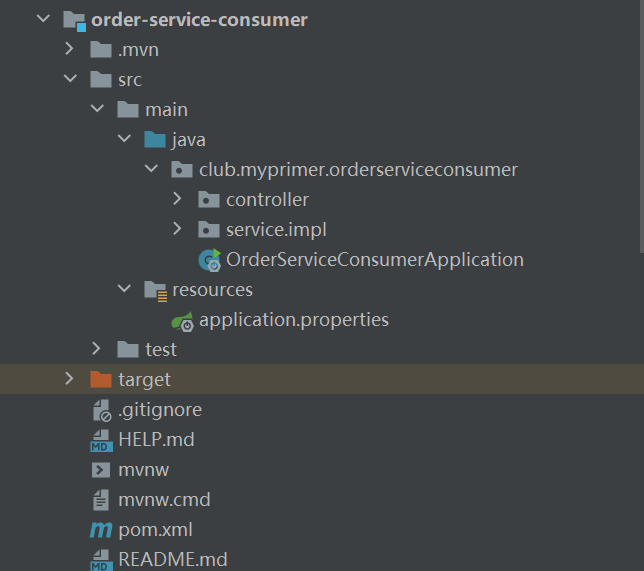 order-service-consumer
.mvn
src
main
java
club.myprimer.orderserviceconsumer
controller
service.impl
OrderServiceConsumerApplication
resources
application.properties
test
target
.gitignore
MD HELP.md
mvnw
mvnw.cmd
m pom.xml
MD README.md